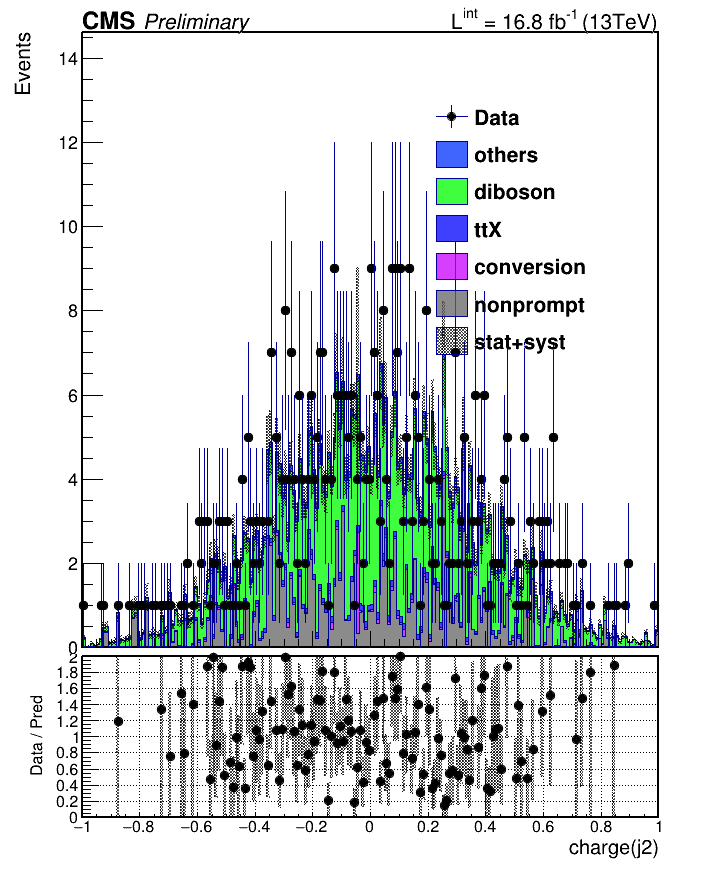 CMS Preliminary L^int = 16.8 fb^-1 (13TeV)
Events
14
12
10
8
6
4
2
0
Data
others
diboson
ttX
conversion
nonprompt
stat+syst
Data / Pred
2
1.8
1.6
1.4
1.2
1
0.8
0.6
0.4
0.2
0
−1 −0.8 −0.6 −0.4 −0.2 0 0.2 0.4 0.6 0.8 1
charge(j2)